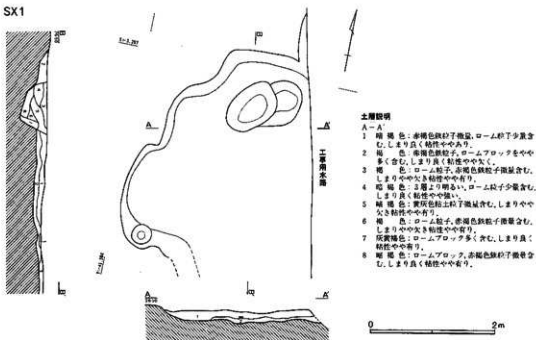 SX1
B
B
A
A'
工事用水路
B'
B'
A
B'
A'
土層説明
A-A'
1 暗褐色:赤褐色鉄粒子微量、ローム粒子少量含
む。しまり良く粘性ややあり。
2 褐色:赤褐色鉄粒子、ロームブロックをやや
多く含む。しまり良く粘性やや欠く。
3 褐色:ローム粒子、赤褐色鉄粒子微量含む。
しまりやや欠き粘性やや有り。
4 暗褐色:3層より明るい。ローム粒子少量含む。
しまり良く粘性やや強い。
5 暗褐色:黄灰色粘土粒子微量含む。しまりやや
欠き粘性やや有り。
6 褐色:ローム粒子、赤褐色鉄粒子微量含む。
しまりやや欠き粘性やや有り。
7 灰黄褐色:ロームブロック多く含む。しまり良く
粘性やや有り。
8 暗褐色:ロームブロック、赤褐色鉄粒子微量含
む。しまり良く粘性やや有り。
0 2m